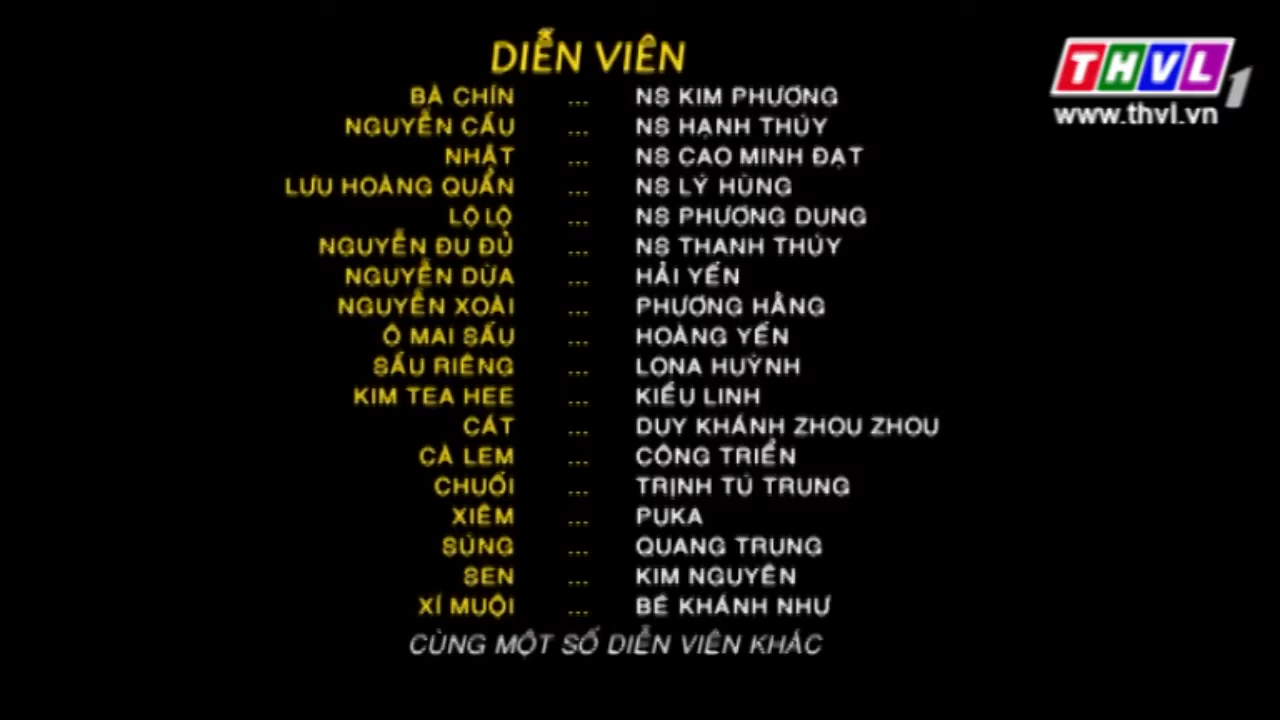 DIỄN VIÊN
BÀ CHÍN ... NS KIM PHƯƠNG
NGUYỄN CẦU ... NS HẠNH THÚY
NHẬT ... NS CAO MINH ĐẠT
LƯU HOÀNG QUẨN ... NS LÝ HÙNG
LỘ LỘ ... NS PHƯƠNG DUNG
NGUYỄN ĐU ĐỦ ... NS THANH THÚY
NGUYỄN DỪA ... HẢI YẾN
NGUYỄN XOÀI ... PHƯƠNG HẰNG
Ô MAI SẤU ... HOÀNG YẾN
SẦU RIÊNG ... LONA HUỲNH
KIM TEA HEE ... KIỀU LINH
CÁT ... DUY KHÁNH ZHOU ZHOU
CÀ LEM ... CÔNG TRIỂN
CHUỐI ... TRỊNH TÚ TRUNG
XIÊM ... PUKA
SÚNG ... QUANG TRUNG
SEN ... KIM NGUYÊN
XÍ MUỘI ... BÉ KHÁNH NHƯ
CÙNG MỘT SỐ DIỄN VIÊN KHÁC
THVL1
www.thvl.vn